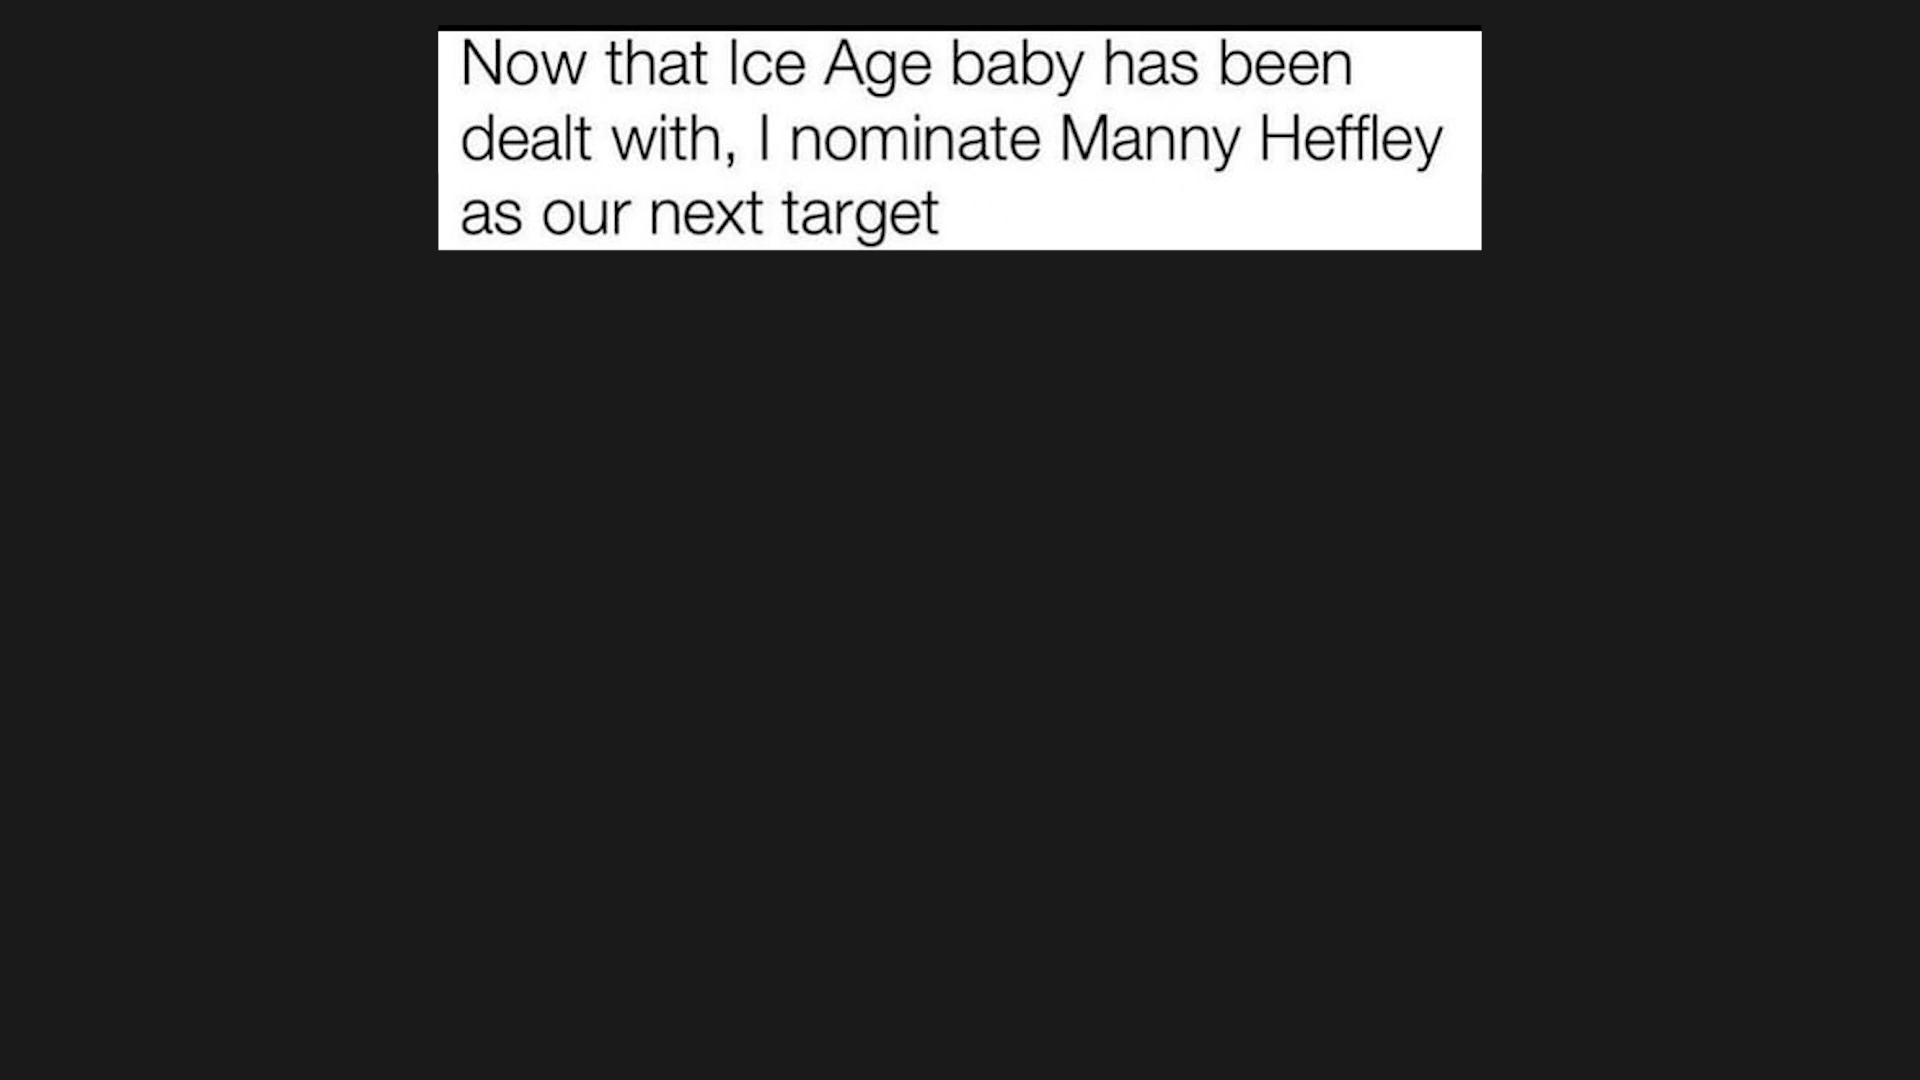 Now that Ice Age baby has been
dealt with, I nominate Manny Heffley
as our next target